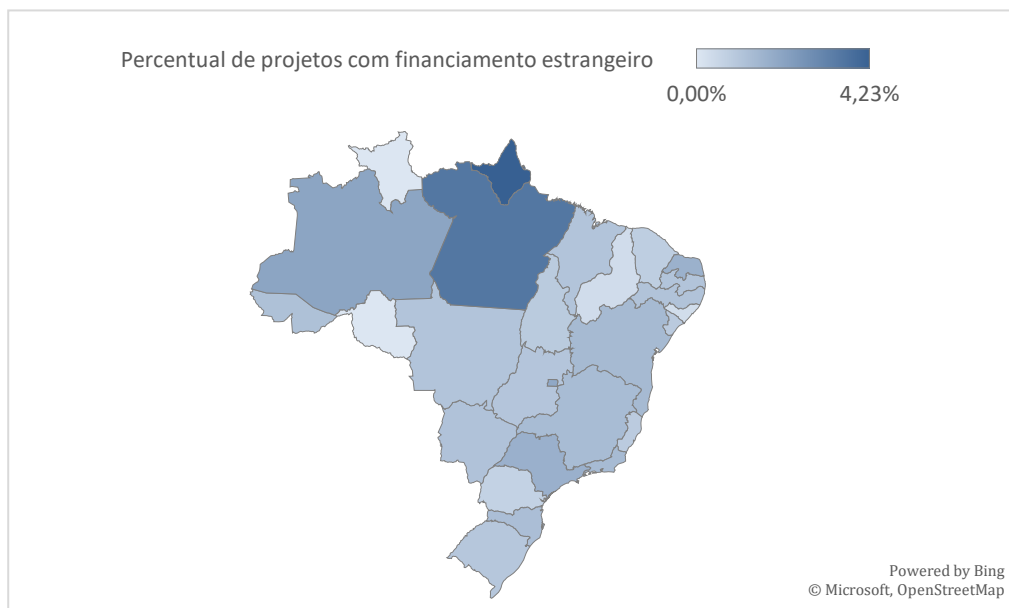 Percentual de projetos com financiamento estrangeiro
0,00% 4,23%
Powered by Bing
© Microsoft, OpenStreetMap